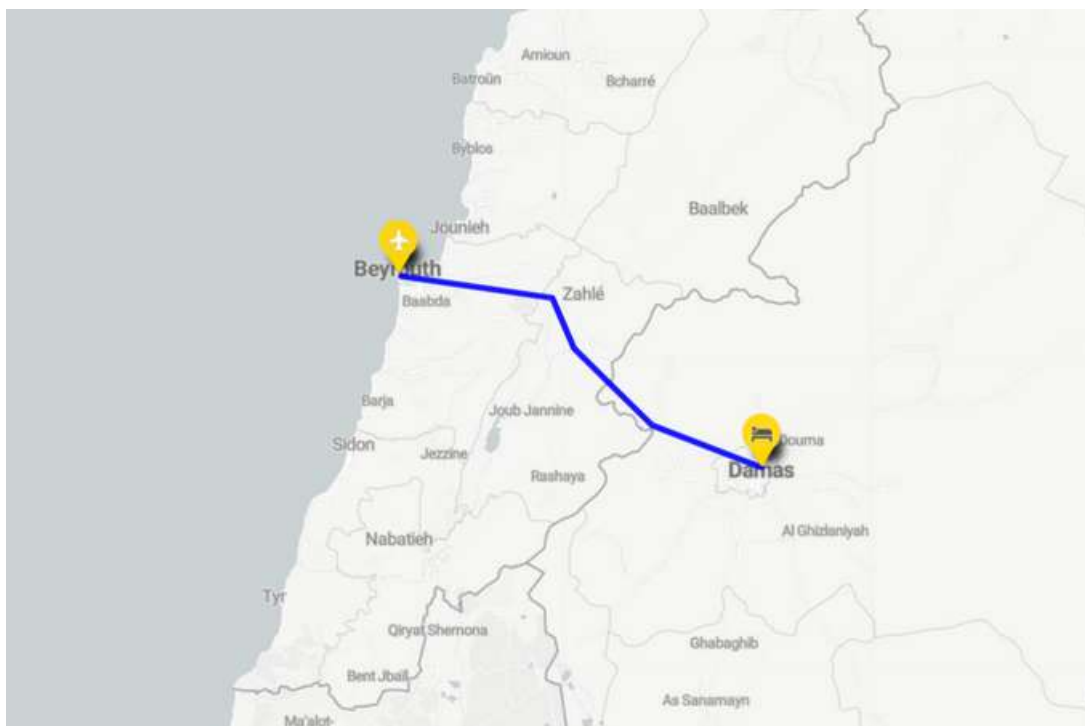 Amioun
Batroûn
Bcharré
Byblos
Baalbek
Jounieh
Beyrouth
Zahlé
Baabda
Barja
Joub Jannine
Sidon
Jezzine
Douma
Damas
Rashaya
Al Ghizlaniyah
Nabatieh
Tyr
Qiryat Shemona
Ghabaghib
Bent Jbaïl
As Sanamayn
Ma'alot-